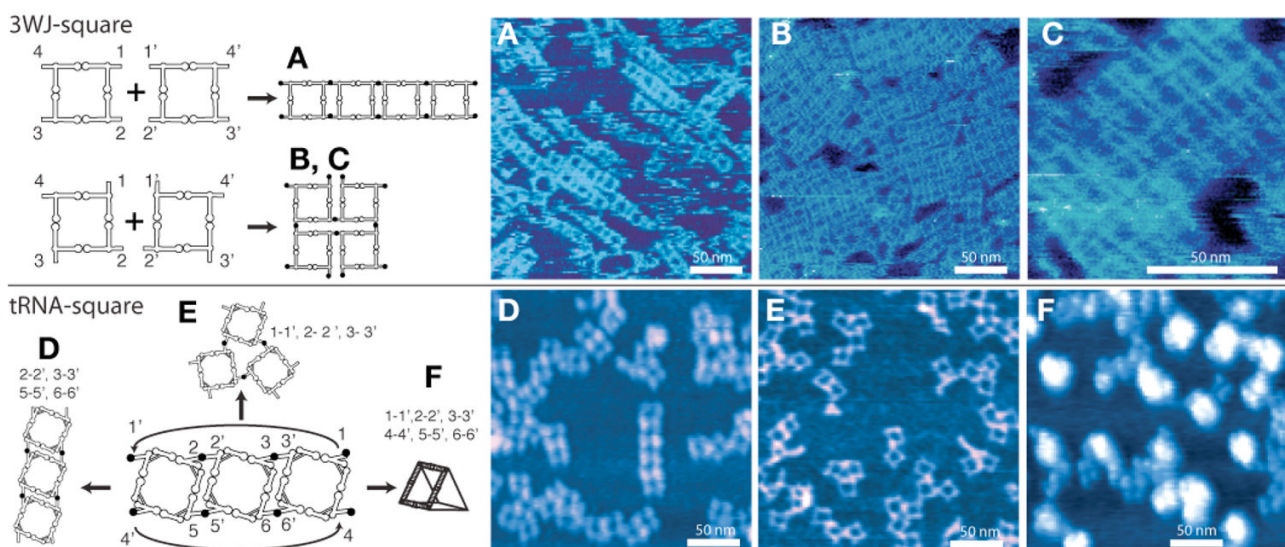 3WJ-square
4 1 1' 4'
3 2 2' 3'
A
4 1 1' 4'
3 2 2' 3'
B, C
A
50 nm
B
50 nm
C
50 nm
tRNA-square
D
2-2', 3-3'
5-5', 6-6'
E
1-1', 2- 2 ', 3- 3'
F
1-1',2-2', 3-3'
4-4', 5-5', 6-6'
1' 2 2' 3 3' 1
4' 5 5' 6 6' 4
D
50 nm
E
50 nm
F
50 nm